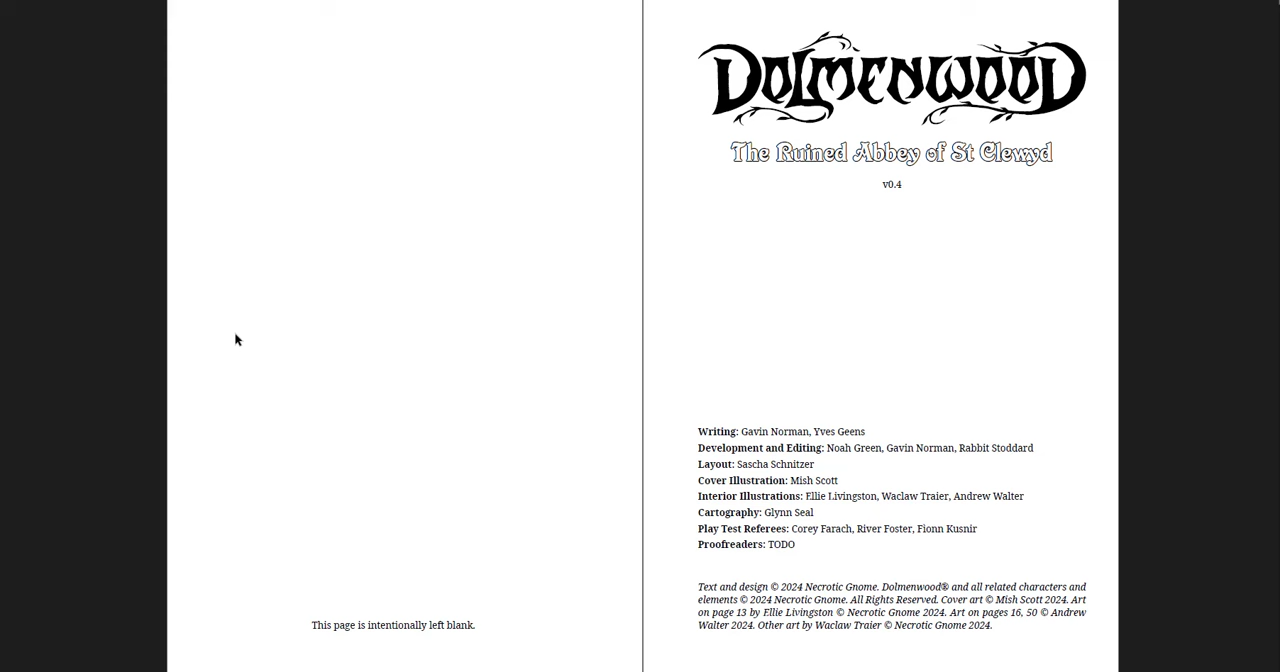 This page is intentionally left blank.
DOLMENWOOD
The Ruined Abbey of St Clewyd
v0.4
Writing: Gavin Norman, Yves Geens
Development and Editing: Noah Green, Gavin Norman, Rabbit Stoddard
Layout: Sascha Schnitzer
Cover Illustration: Mish Scott
Interior Illustrations: Ellie Livingston, Waclaw Traier, Andrew Walter
Cartography: Glynn Seal
Play Test Referees: Corey Farach, River Foster, Fionn Kusnir
Proofreaders: TODO
Text and design © 2024 Necrotic Gnome. Dolmenwood® and all related characters and
elements © 2024 Necrotic Gnome. All Rights Reserved. Cover art © Mish Scott 2024. Art
on page 13 by Ellie Livingston © Necrotic Gnome 2024. Art on pages 16, 50 © Andrew
Walter 2024. Other art by Waclaw Traier © Necrotic Gnome 2024.